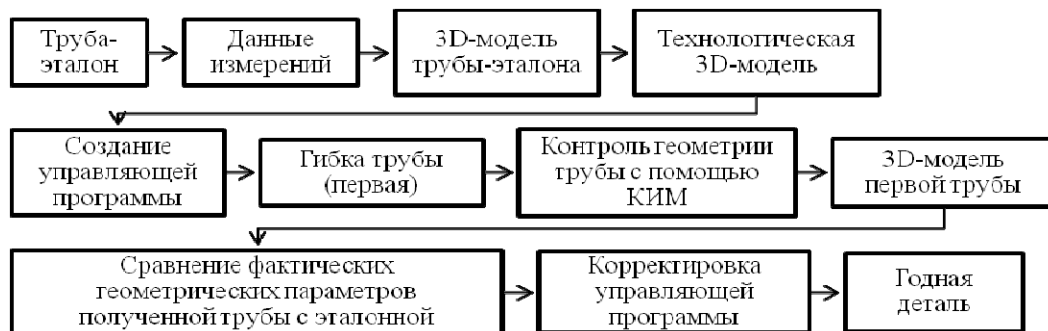 Труба-
эталон
Данные
измерений
3D-модель
трубы-эталона
Технологическая
3D-модель
Создание
управляющей
программы
Гибка трубы
(первая)
Контроль геометрии
трубы с помощью
КИМ
3D-модель
первой трубы
Сравнение фактических
геометрических параметров
полученной трубы с эталонной
Корректировка
управляющей
программы
Годная
деталь